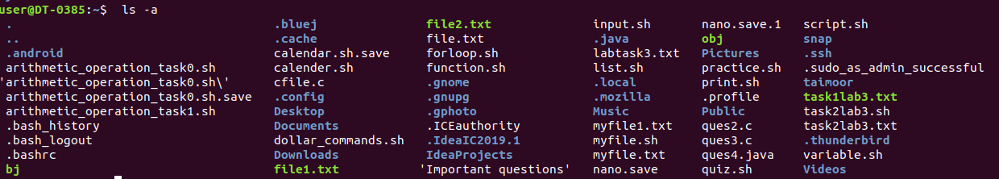 user@DT-0385:~$ ls -a
. .bluej file2.txt input.sh nano.save.1 script.sh
.. .cache file.txt .java obj snap
.android calendar.sh.save forloop.sh labtask3.txt Pictures .ssh
arithmetic_operation_task0.sh calender.sh function.sh list.sh practice.sh .sudo_as_admin_successful
'arithmetic_operation_task0.sh\' cfile.c .gnome .local print.sh taimoor
arithmetic_operation_task0.sh.save .config .gnupg .mozilla .profile task1lab3.txt
arithmetic_operation_task1.sh Desktop .gphoto Music Public task2lab3.sh
.bash_history Documents .ICEauthority myfile1.txt ques2.c task2lab3.txt
.bash_logout dollar_commands.sh .IdeaIC2019.1 myfile.sh ques3.c .thunderbird
.bashrc Downloads IdeaProjects myfile.txt ques4.java variable.sh
bj file1.txt 'Important questions' nano.save quiz.sh Videos